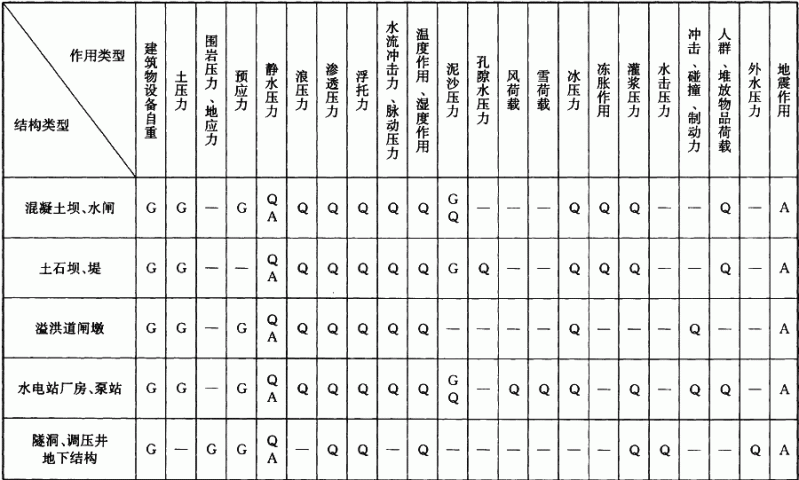 作用类型
结构类型
建筑物设备自重
土压力
围岩压力、地应力
预应力
静水压力
浪压力
渗透压力
浮托力
水流冲击力、脉动压力
温度作用、湿度作用
泥沙压力
孔隙水压力
风荷载
雪荷载
冰压力
冻胀作用
灌浆压力
水击压力
冲击、碰撞、制动力
人群、堆放物品荷载
外水压力
地震作用
混凝土坝、水闸 G G — G Q A Q Q Q Q Q G Q — — — Q Q Q — — Q — A
土石坝、堤 G G — — Q A Q Q Q Q Q G Q — — Q Q Q — — Q — A
溢洪道闸墩 G G — G Q A Q Q Q Q Q — — — — Q — — — Q — — A
水电站厂房、泵站 G G — G Q A Q Q Q Q Q G Q — Q Q Q — Q — Q Q — A
隧洞、调压井
地下结构 G — G G Q A — Q Q — Q — — — — — — Q Q — — Q A